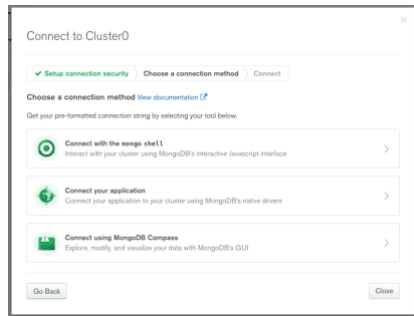 ×
Connect to Cluster0
✔ Setup connection security Choose a connection method Connect
Choose a connection method View documentation
Get your pre-formatted connection string by selecting your tool below.
Connect with the mongo shell
Interact with your cluster using MongoDB's interactive Javascript interface
Connect your application
Connect your application to your cluster using MongoDB's native drivers
Connect using MongoDB Compass
Explore, modify, and visualize your data with MongoDB's GUI
Go Back Close